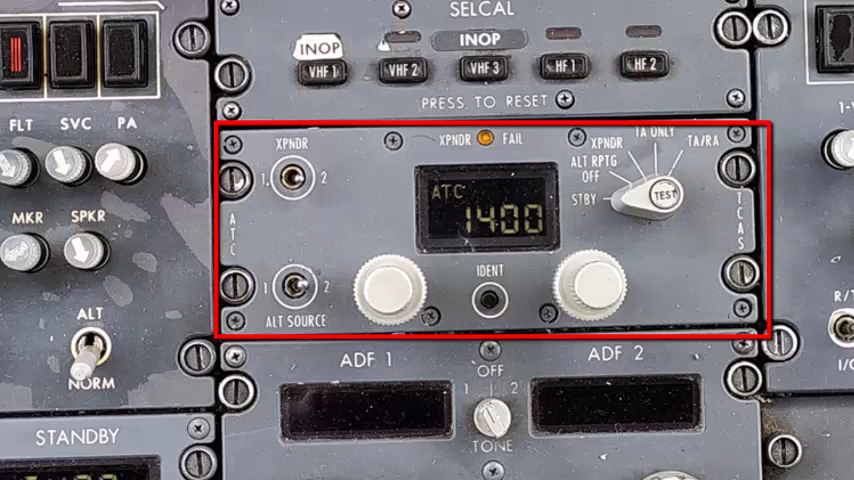 SELCAL
INOP
INOP
VHF 1
VHF 2
VHF 3
HF 1
HF 2
PRESS TO RESET
FLT
SVC
PA
MKR
SPKR
ALT
NORM
STANDBY
XPNDR
1
2
ATC
1
2
ALT SOURCE
XPNDR
FAIL
ATC
1400
IDENT
STBY
ALT RPTG
OFF
XPNDR
TA ONLY
TA/RA
TEST
TCAS
ADF 1
OFF
1
2
TONE
ADF 2